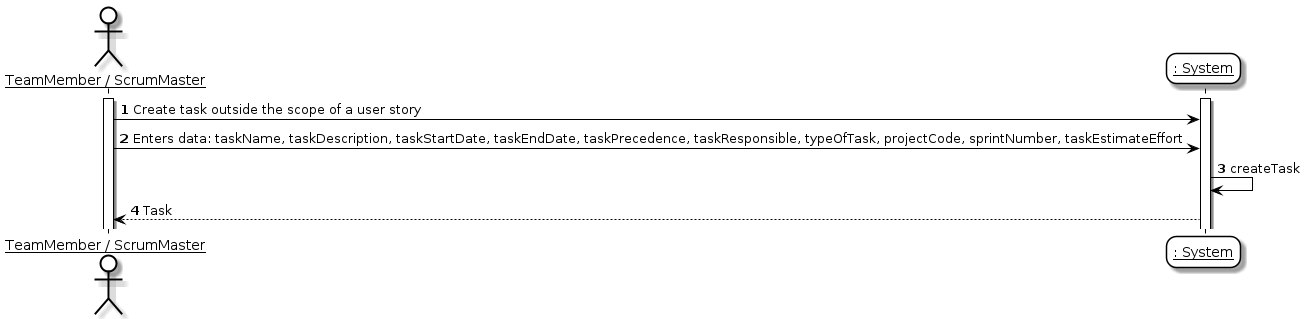 TeamMember / ScrumMaster
: System
1 Create task outside the scope of a user story
2 Enters data: taskName, taskDescription, taskStartDate, taskEndDate, taskPrecedence, taskResponsible, typeOfTask, projectCode, sprintNumber, taskEstimateEffort
3 createTask
4 Task
TeamMember / ScrumMaster
: System